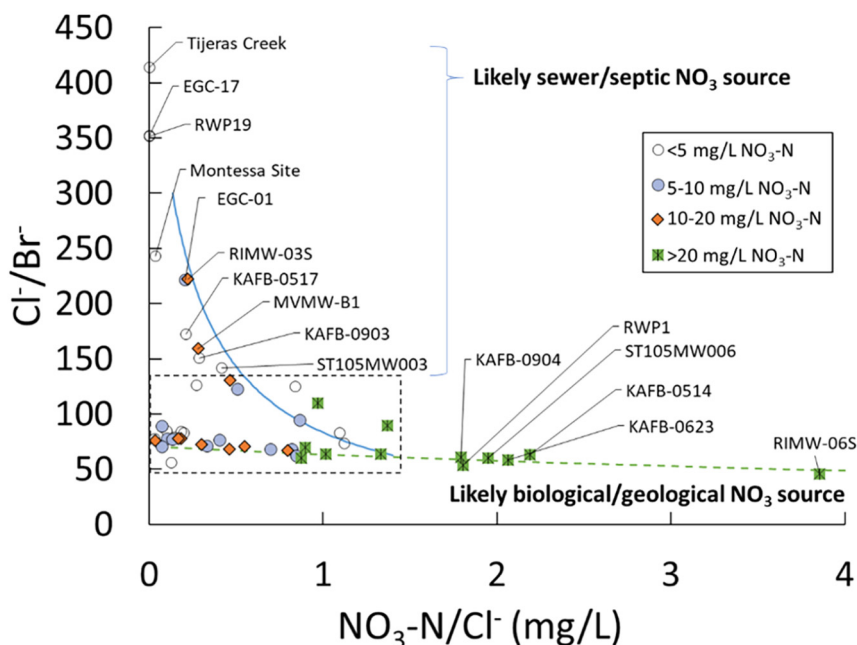 450
400
350
300
250
200
150
100
50
0
Cl⁻/Br⁻
Tijeras Creek
EGC-17
RWP19
Montessa Site
EGC-01
RIMW-03S
KAFB-0517
MVMW-B1
KAFB-0903
ST105MW003
Likely sewer/septic NO₃ source
<5 mg/L NO₃-N
5-10 mg/L NO₃-N
10-20 mg/L NO₃-N
>20 mg/L NO₃-N
RWP1
KAFB-0904
ST105MW006
KAFB-0514
KAFB-0623
RIMW-06S
Likely biological/geological NO₃ source
0 1 2 3 4
NO₃-N/Cl⁻ (mg/L)